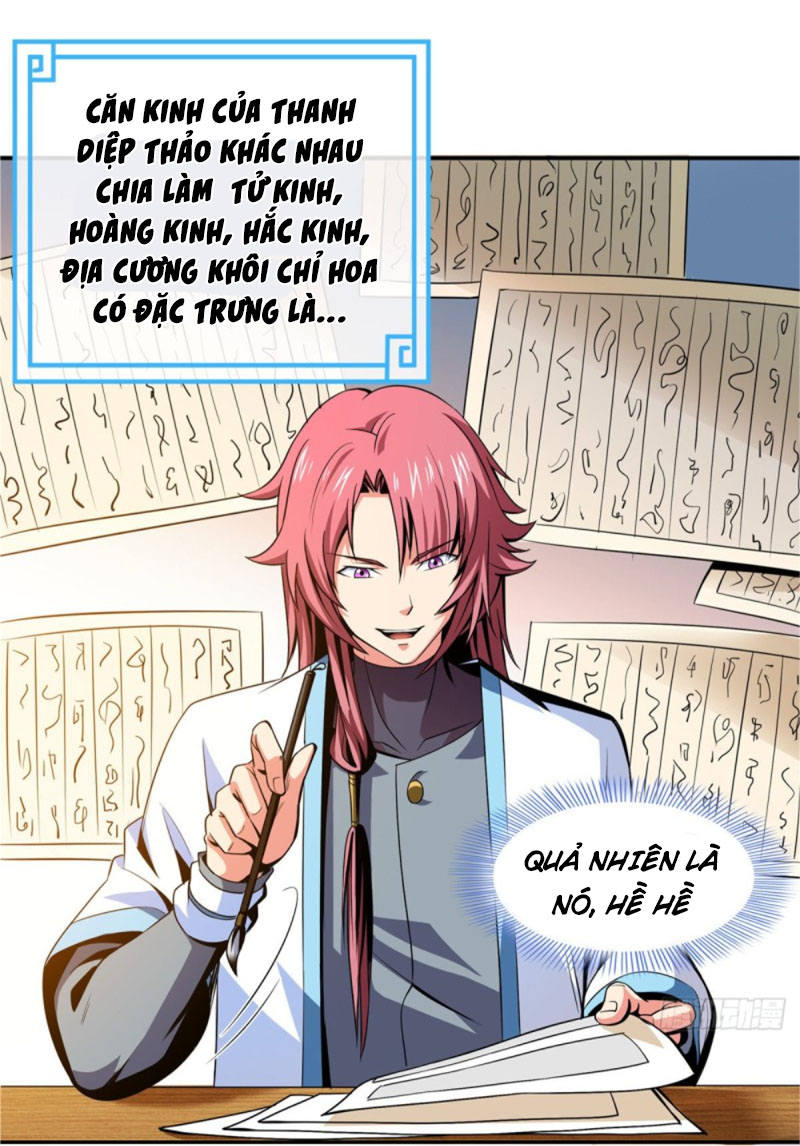 CĂN KINH CỦA THANH
DIỆP THẢO KHÁC NHAU
CHIA LÀM TỬ KINH,
HOÀNG KINH, HẮC KINH,
ĐỊA CƯƠNG KHÔI CHỈ HOA
CÓ ĐẶC TRƯNG LÀ...
QUẢ NHIÊN LÀ
NÓ, HỀ HỀ